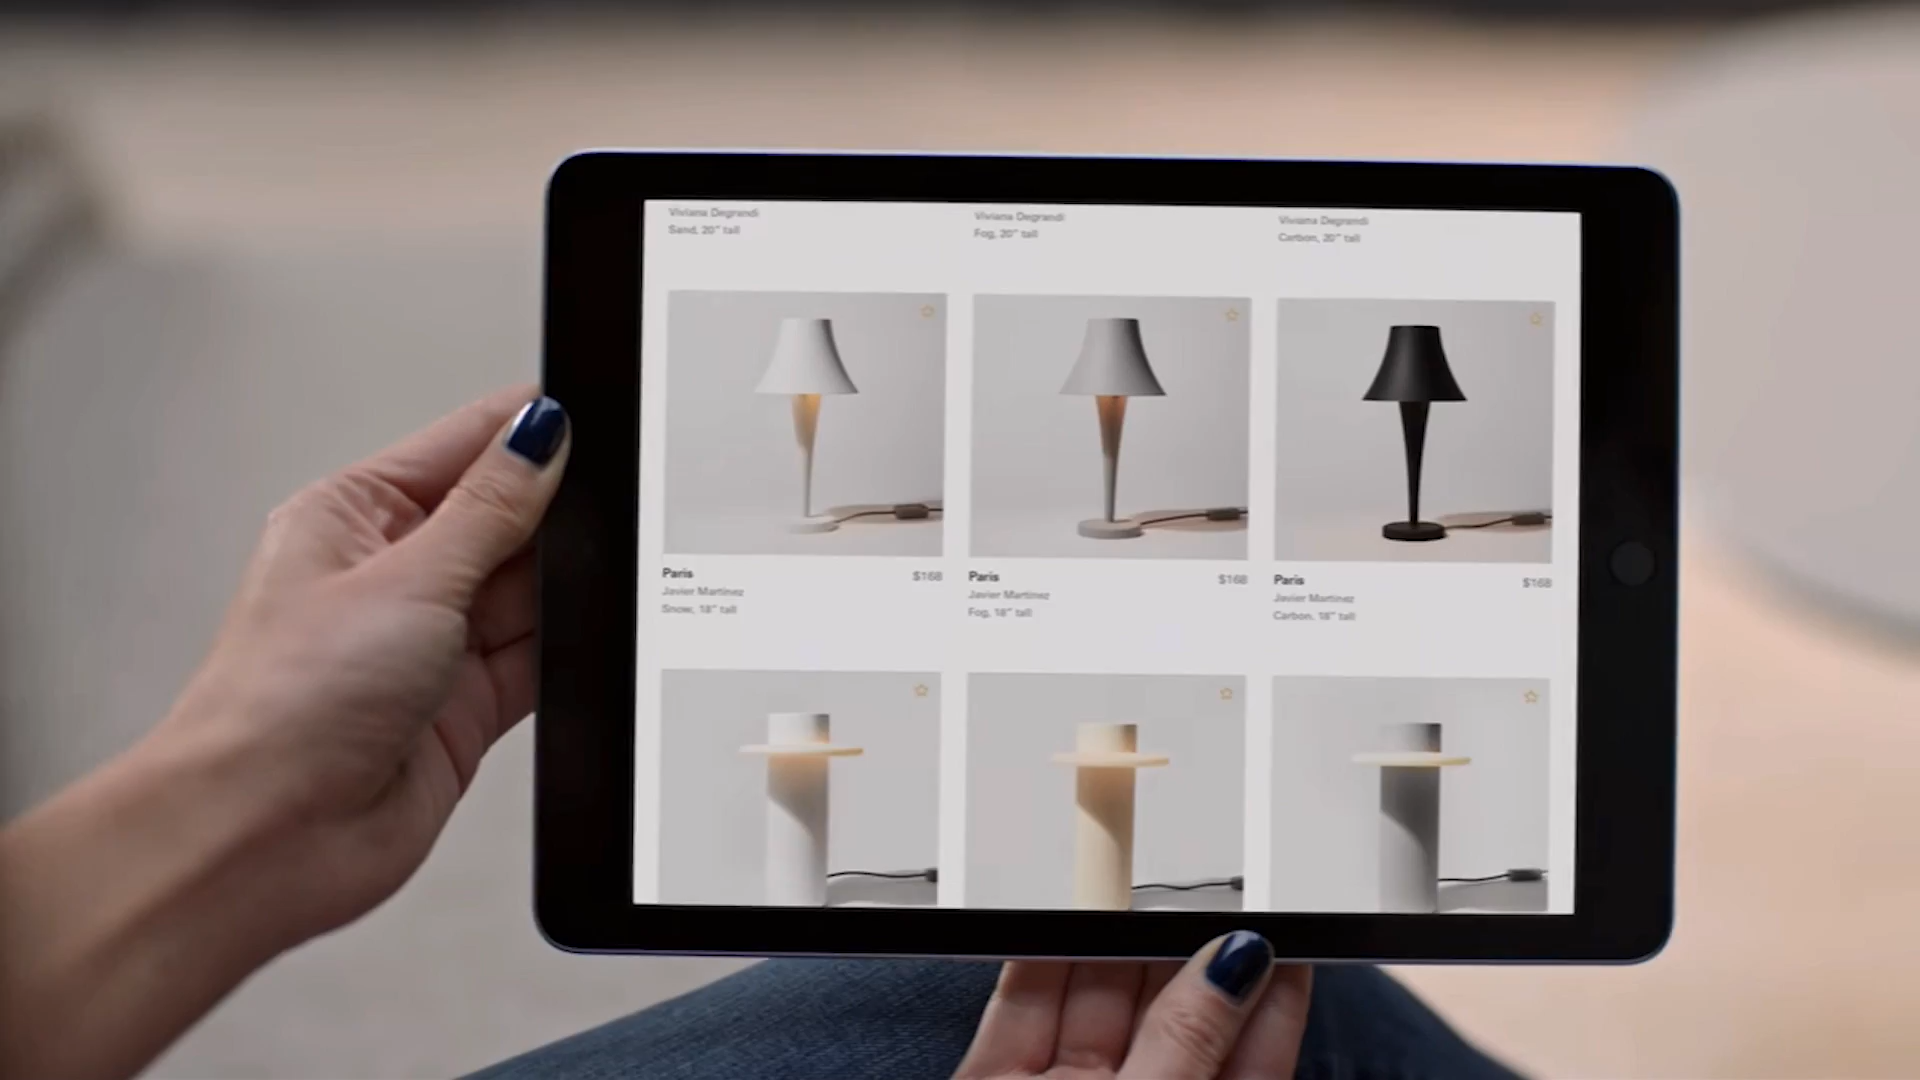 Viviana Degrandi
Sand, 20" tall
Viviana Degrandi
Fog, 20" tall
Viviana Degrandi
Carbon, 20" tall
Paris
$168
Javier Martinez
Snow, 18" tall
Paris
$168
Javier Martinez
Fog, 18" tall
Paris
$168
Javier Martinez
Carbon, 18" tall